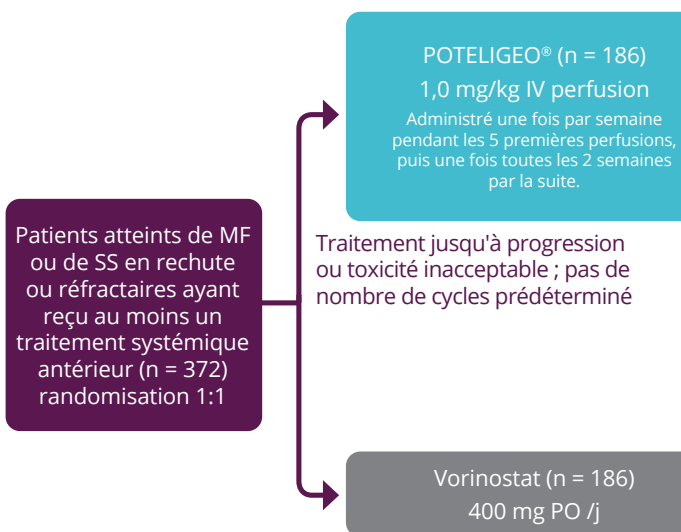 POTELIGEO® (n = 186)
1,0 mg/kg IV perfusion
Administré une fois par semaine
pendant les 5 premières perfusions,
puis une fois toutes les 2 semaines
par la suite.
Patients atteints de MF
ou de SS en rechute
ou réfractaires ayant
reçu au moins un
traitement systémique
antérieur (n = 372)
randomisation 1:1
Traitement jusqu'à progression
ou toxicité inacceptable ; pas de
nombre de cycles prédéterminé
Vorinostat (n = 186)
400 mg PO /j